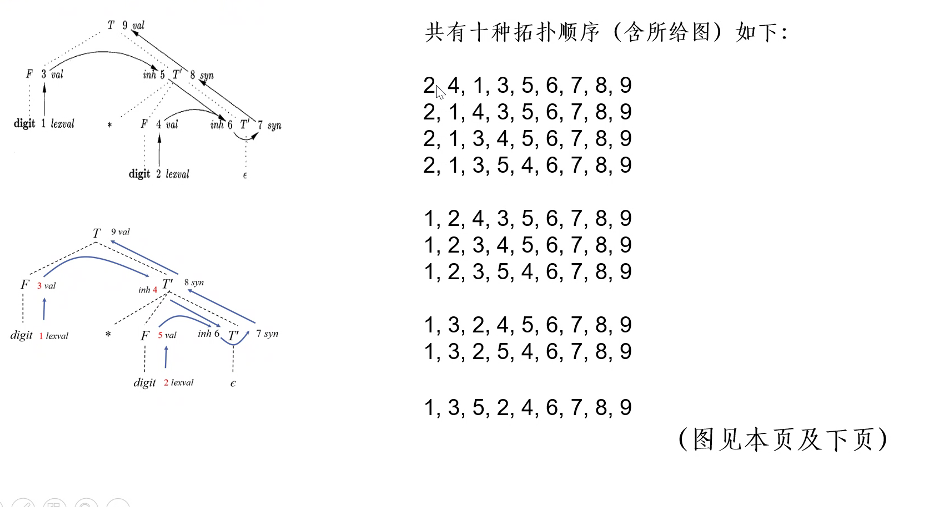 T 9 val
F 3 val
inh 5 T' 8 syn
digit 1 lexval
*
F 4 val
inh 6 T' 7 syn
digit 2 lexval
ϵ
T 9 val
F 3 val
inh 4 T' 8 syn
digit 1 lexval
*
F 5 val
inh 6 T' 7 syn
digit 2 lexval
ϵ
共有十种拓扑顺序（含所给图）如下：
2, 4, 1, 3, 5, 6, 7, 8, 9
2, 1, 4, 3, 5, 6, 7, 8, 9
2, 1, 3, 4, 5, 6, 7, 8, 9
2, 1, 3, 5, 4, 6, 7, 8, 9
1, 2, 4, 3, 5, 6, 7, 8, 9
1, 2, 3, 4, 5, 6, 7, 8, 9
1, 2, 3, 5, 4, 6, 7, 8, 9
1, 3, 2, 4, 5, 6, 7, 8, 9
1, 3, 2, 5, 4, 6, 7, 8, 9
1, 3, 5, 2, 4, 6, 7, 8, 9
（图见本页及下页）